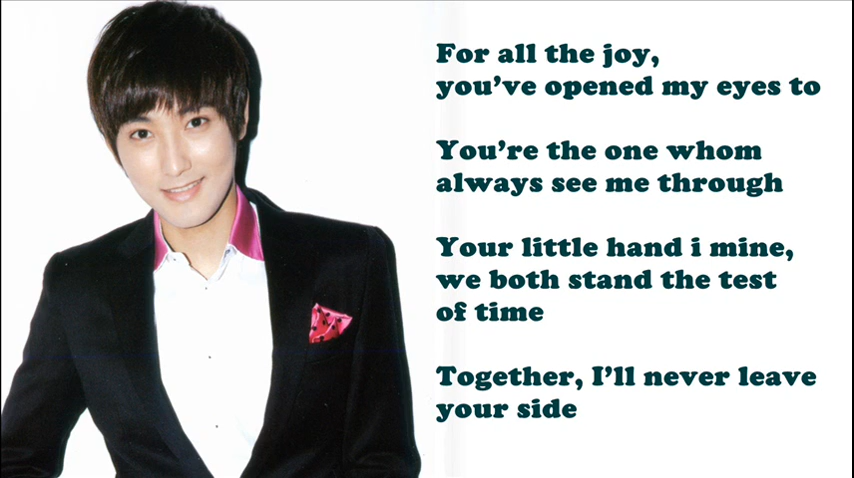 For all the joy,
you've opened my eyes to
You're the one whom
always see me through
Your little hand i mine,
we both stand the test
of time
Together, I'll never leave
your side